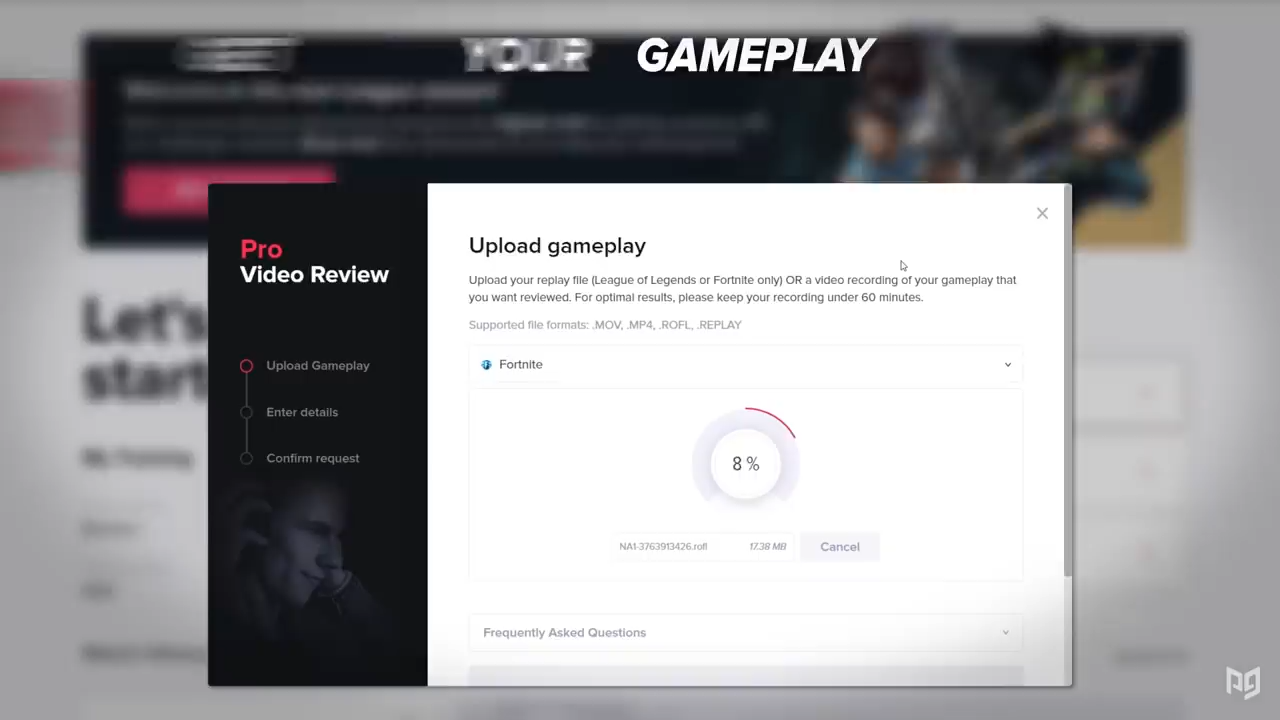 YOUR GAMEPLAY
Pro
Video Review
Upload Gameplay
Enter details
Confirm request
Upload gameplay
Upload your replay file (League of Legends or Fortnite only) OR a video recording of your gameplay that
you want reviewed. For optimal results, please keep your recording under 60 minutes.
Supported file formats: .MOV, .MP4, .ROFL, .REPLAY
Fortnite
8 %
NA1-3763913426.rofl 17.38 MB
Cancel
Frequently Asked Questions
Let's
start